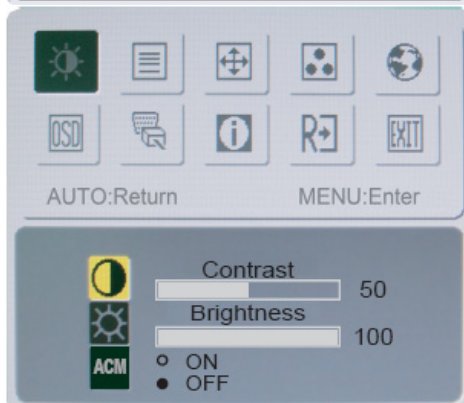 OSD
i
R
EXIT
AUTO:Return MENU:Enter
Contrast
50
Brightness
100
ACM
ON
OFF